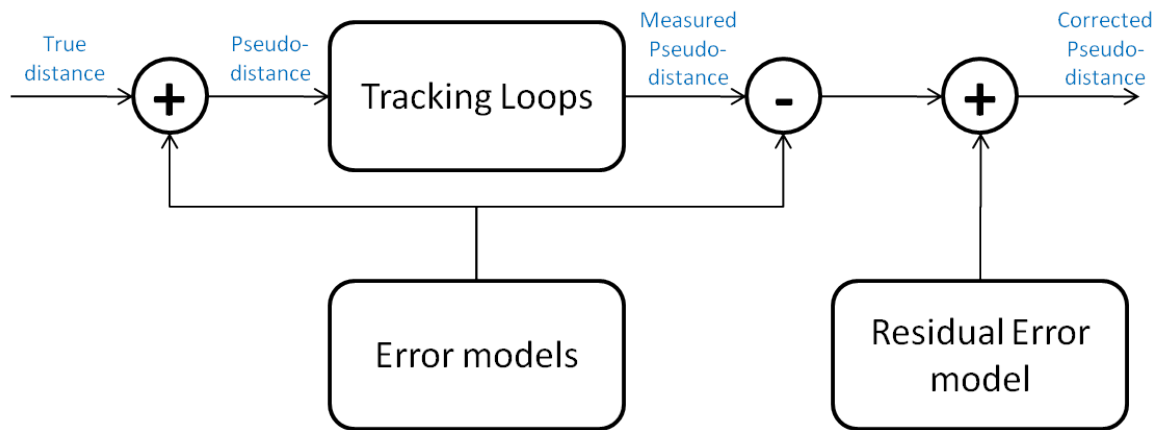 True
distance
+
Pseudo-
distance
Tracking Loops
Measured
Pseudo-
distance
-
+
Corrected
Pseudo-
distance
Error models
Residual Error
model